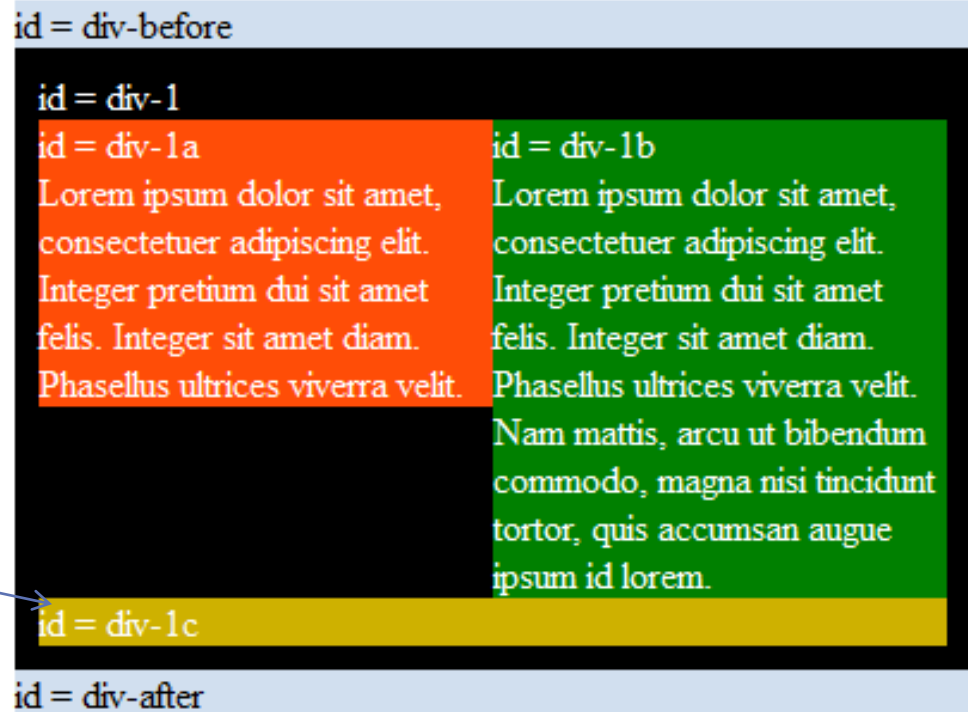 id = div-before
id = div-1
id = div-1a
Lorem ipsum dolor sit amet,
consectetuer adipiscing elit.
Integer pretium dui sit amet
felis. Integer sit amet diam.
Phasellus ultrices viverra velit.
id = div-1b
Lorem ipsum dolor sit amet,
consectetuer adipiscing elit.
Integer pretium dui sit amet
felis. Integer sit amet diam.
Phasellus ultrices viverra velit.
Nam mattis, arcu ut bibendum
commodo, magna nisi tincidunt
tortor, quis accumsan augue
ipsum id lorem.
id = div-1c
id = div-after